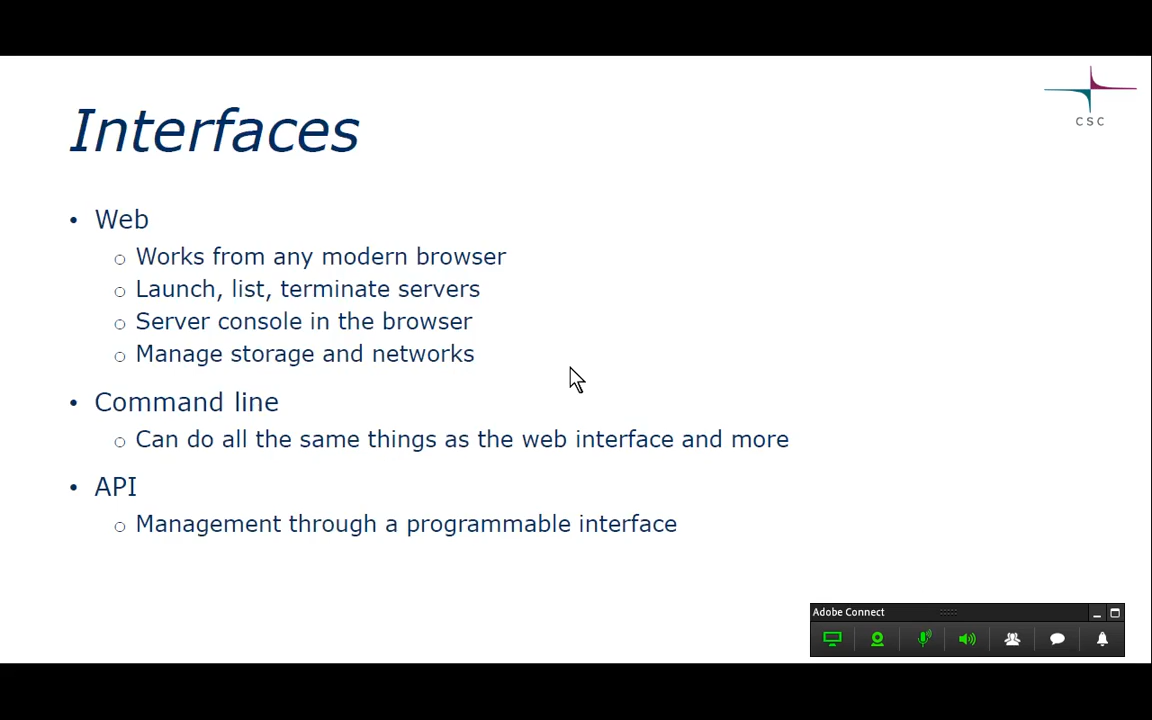 Interfaces
CSC
• Web
○ Works from any modern browser
○ Launch, list, terminate servers
○ Server console in the browser
○ Manage storage and networks
• Command line
○ Can do all the same things as the web interface and more
• API
○ Management through a programmable interface
Adobe Connect